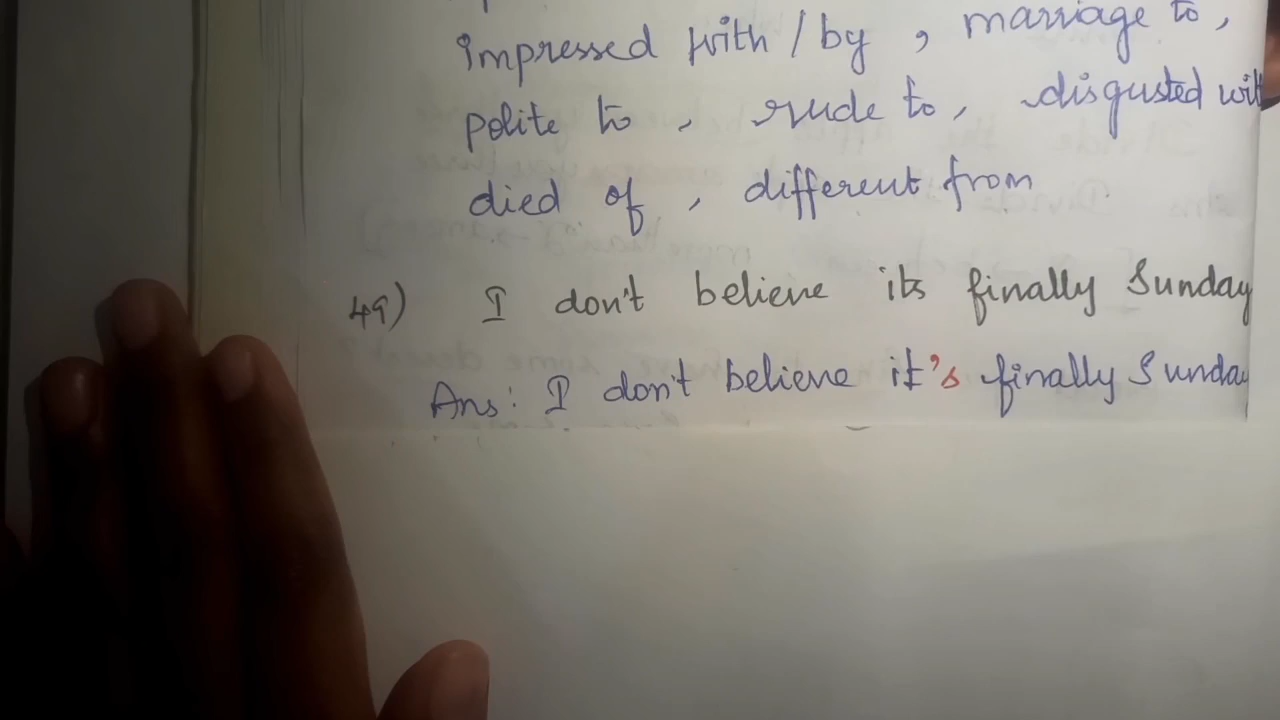 impressed with / by , marriage to ,
polite to , rude to , disgusted with
died of , different from
49) I don't believe its finally Sunday
Ans : I don't believe it's finally Sunday